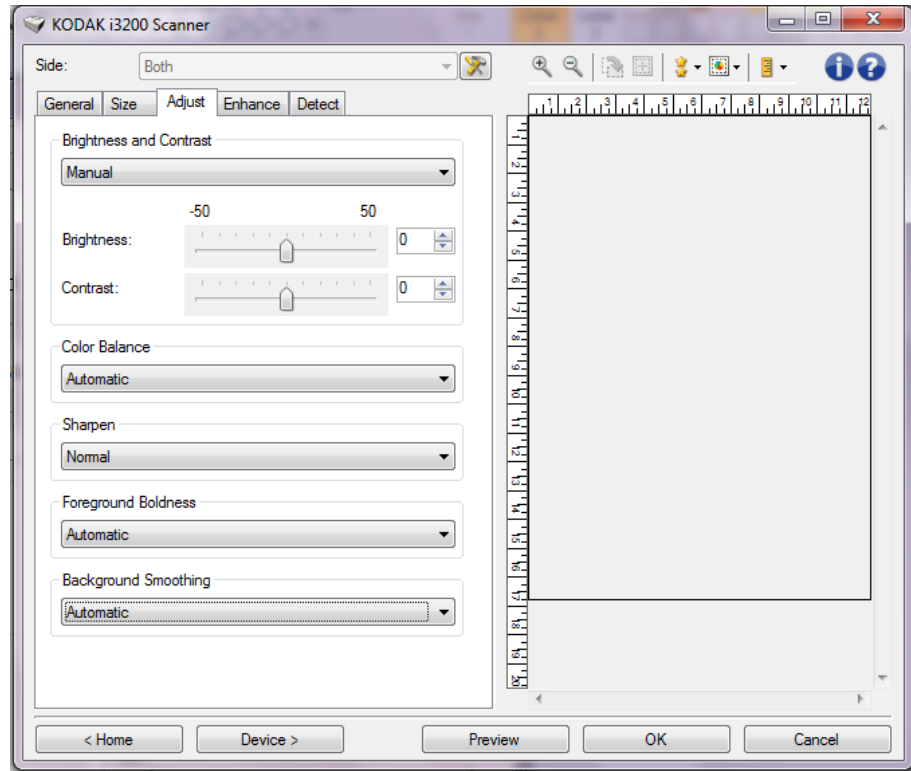 KODAK i3200 Scanner
Side: Both
General Size Adjust Enhance Detect
Brightness and Contrast
Manual
-50 50
Brightness: 0
Contrast: 0
Color Balance
Automatic
Sharpen
Normal
Foreground Boldness
Automatic
Background Smoothing
Automatic
1 2 3 4 5 6 7 8 9 10 11 12
1
2
3
4
5
6
7
8
9
10
11
12
13
14
15
16
17
18
19
20
< Home Device > Preview OK Cancel